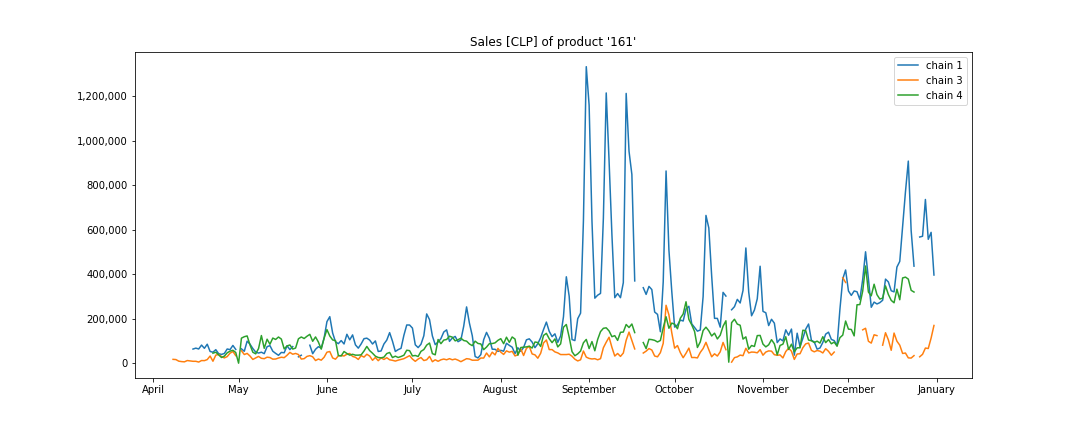 Sales [CLP] of product '161'
chain 1
chain 3
chain 4
1,200,000
1,000,000
800,000
600,000
400,000
200,000
0
April May June July August September October November December January